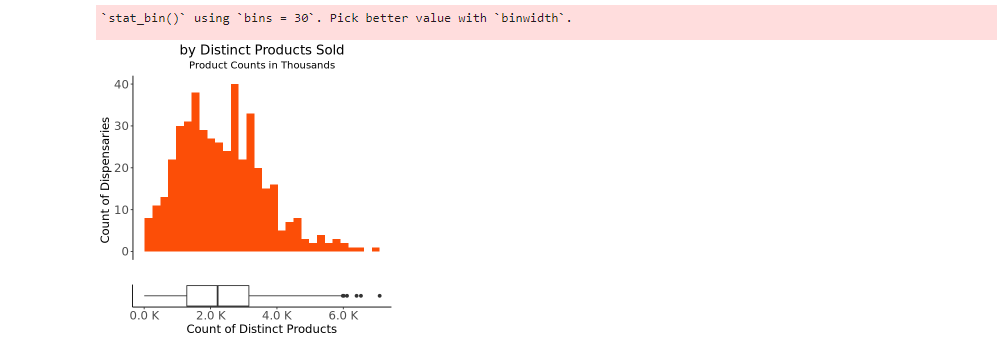 `stat_bin()` using `bins = 30`. Pick better value with `binwidth`.
by Distinct Products Sold
Product Counts in Thousands
Count of Dispensaries
40
30
20
10
0
0.0 K 2.0 K 4.0 K 6.0 K
Count of Distinct Products